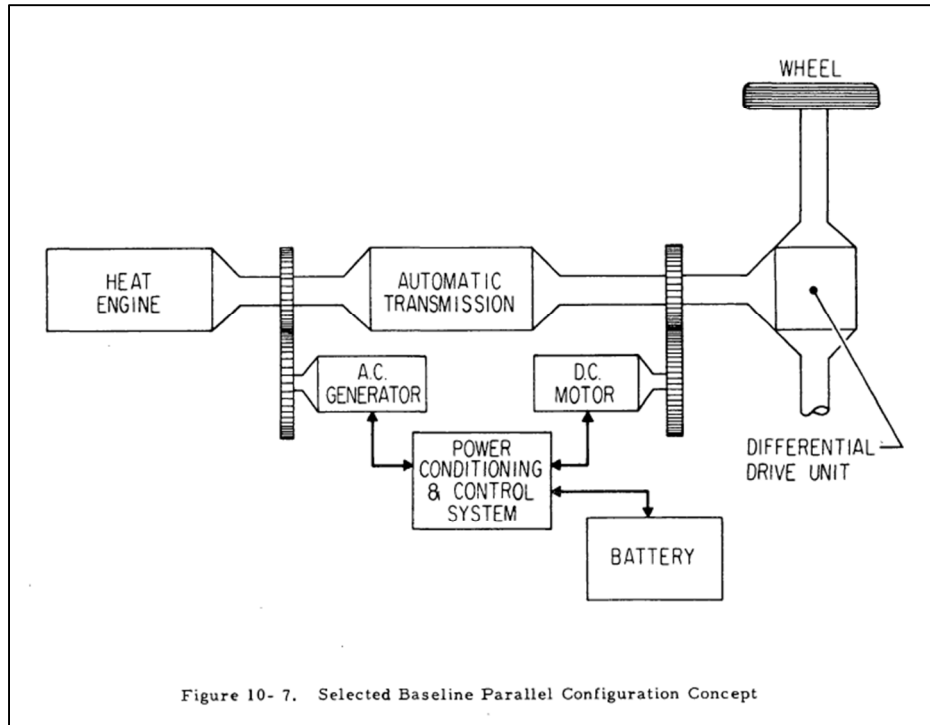 WHEEL
HEAT
ENGINE
AUTOMATIC
TRANSMISSION
A.C.
GENERATOR
D.C.
MOTOR
POWER
CONDITIONING
& CONTROL
SYSTEM
DIFFERENTIAL
DRIVE UNIT
BATTERY
Figure 10- 7. Selected Baseline Parallel Configuration Concept